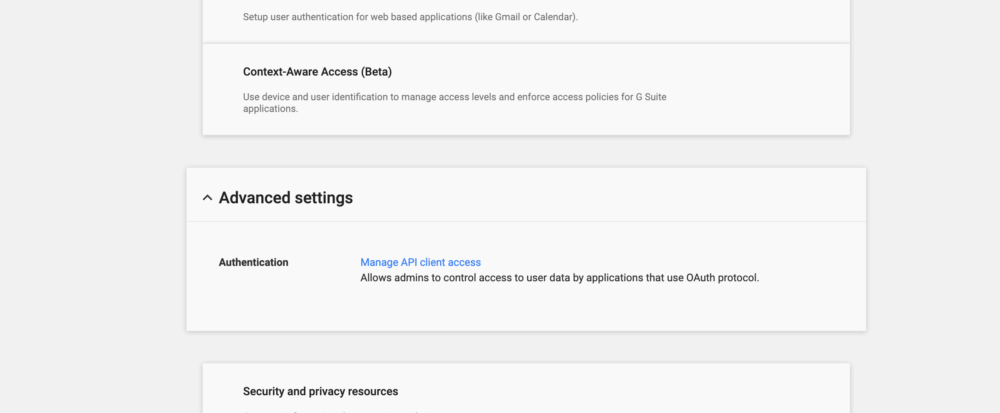 Setup user authentication for web based applications (like Gmail or Calendar).
Context-Aware Access (Beta)
Use device and user identification to manage access levels and enforce access policies for G Suite
applications.
Advanced settings
Authentication
Manage API client access
Allows admins to control access to user data by applications that use OAuth protocol.
Security and privacy resources